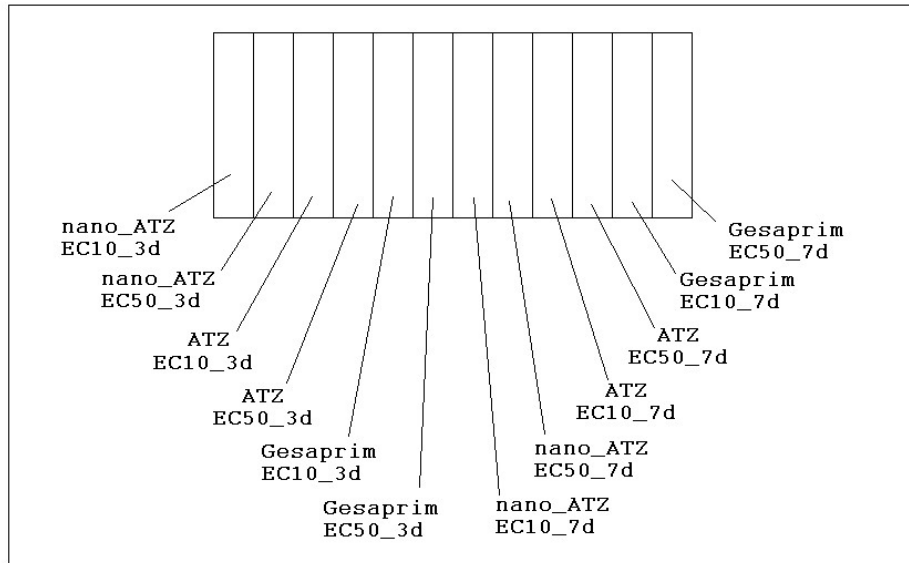 nano_ATZ
EC10_3d
nano_ATZ
EC50_3d
ATZ
EC10_3d
ATZ
EC50_3d
Gesaprim
EC10_3d
Gesaprim
EC50_3d
nano_ATZ
EC10_7d
nano_ATZ
EC50_7d
ATZ
EC10_7d
ATZ
EC50_7d
Gesaprim
EC10_7d
Gesaprim
EC50_7d